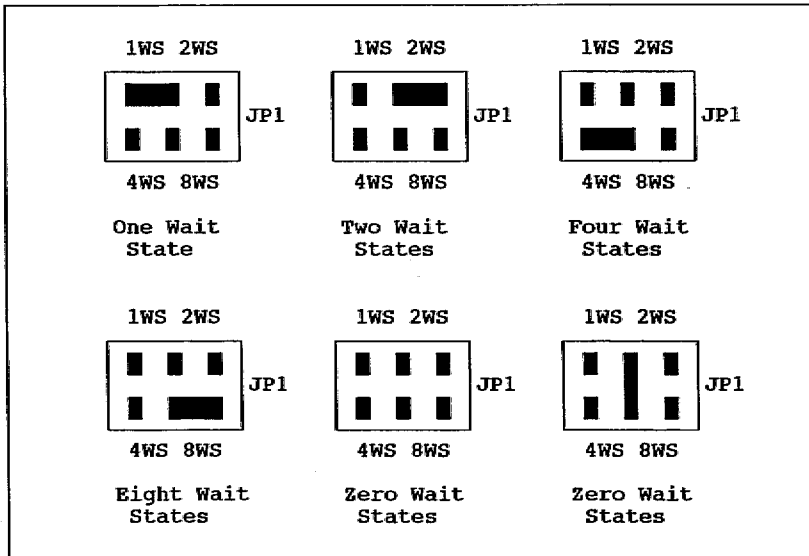 1WS 2WS
JP1
4WS 8WS
One Wait
State
1WS 2WS
JP1
4WS 8WS
Two Wait
States
1WS 2WS
JP1
4WS 8WS
Four Wait
States
1WS 2WS
JP1
4WS 8WS
Eight Wait
States
1WS 2WS
JP1
4WS 8WS
Zero Wait
States
1WS 2WS
JP1
4WS 8WS
Zero Wait
States